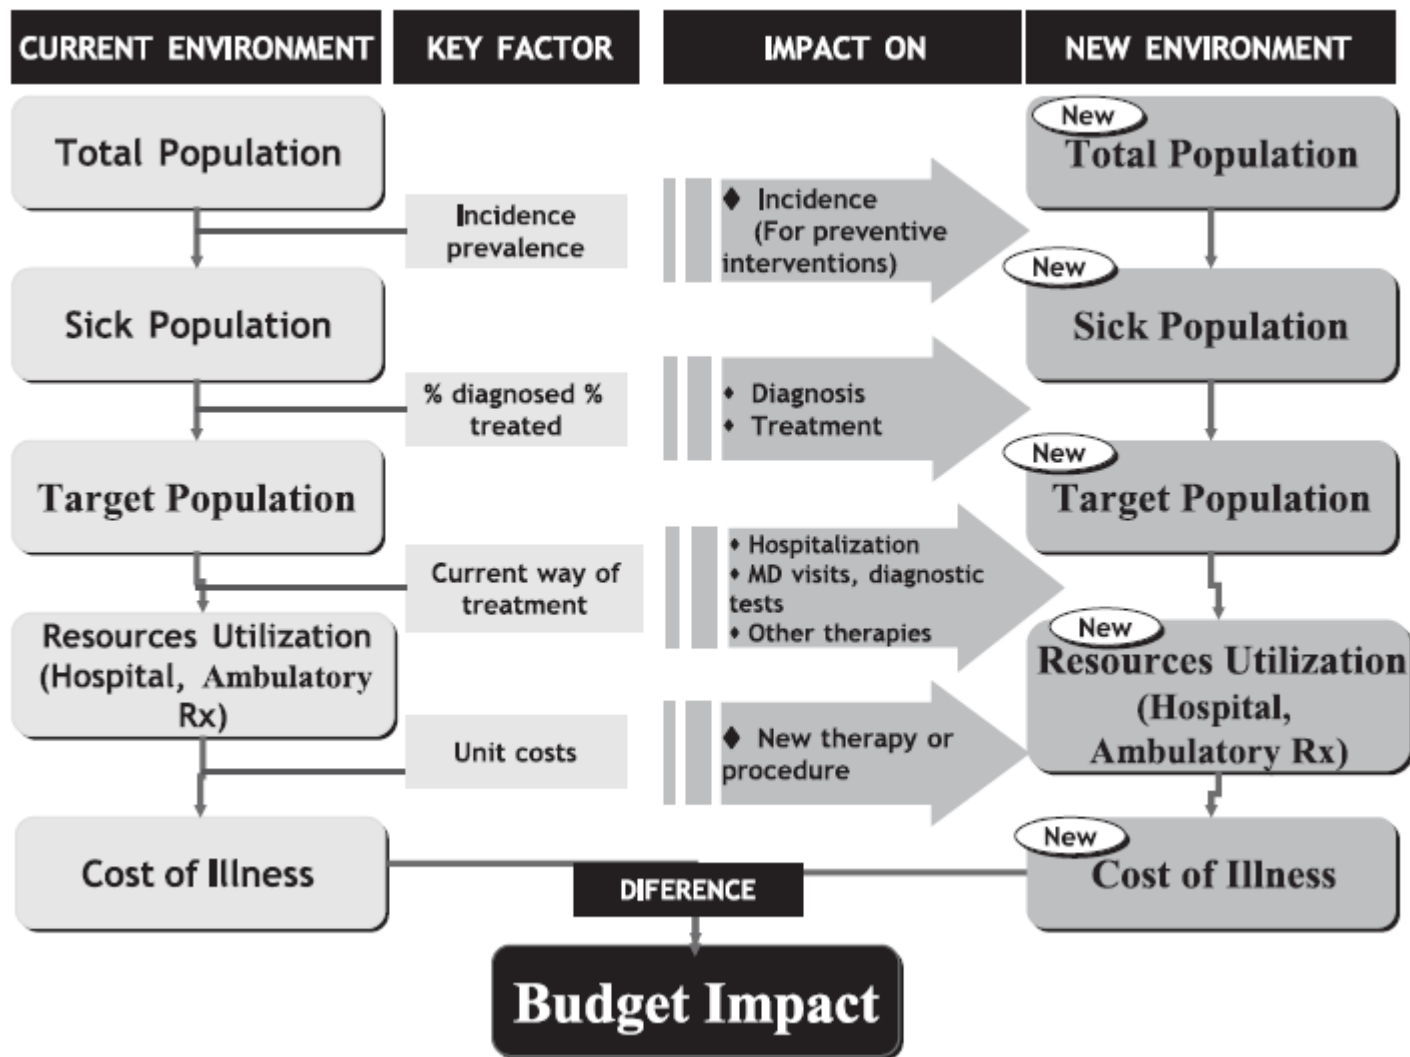 CURRENT ENVIRONMENT
KEY FACTOR
IMPACT ON
NEW ENVIRONMENT
Total Population
New
Total Population
Incidence
prevalence
◆ Incidence
(For preventive
interventions)
Sick Population
New
Sick Population
% diagnosed %
treated
♦ Diagnosis
♦ Treatment
Target Population
New
Target Population
Current way of
treatment
♦ Hospitalization
♦ MD visits, diagnostic
tests
♦ Other therapies
Resources Utilization
(Hospital, Ambulatory
Rx)
New
Resources Utilization
(Hospital,
Ambulatory Rx)
Unit costs
◆ New therapy or
procedure
Cost of Illness
New
Cost of Illness
DIFERENCE
Budget Impact